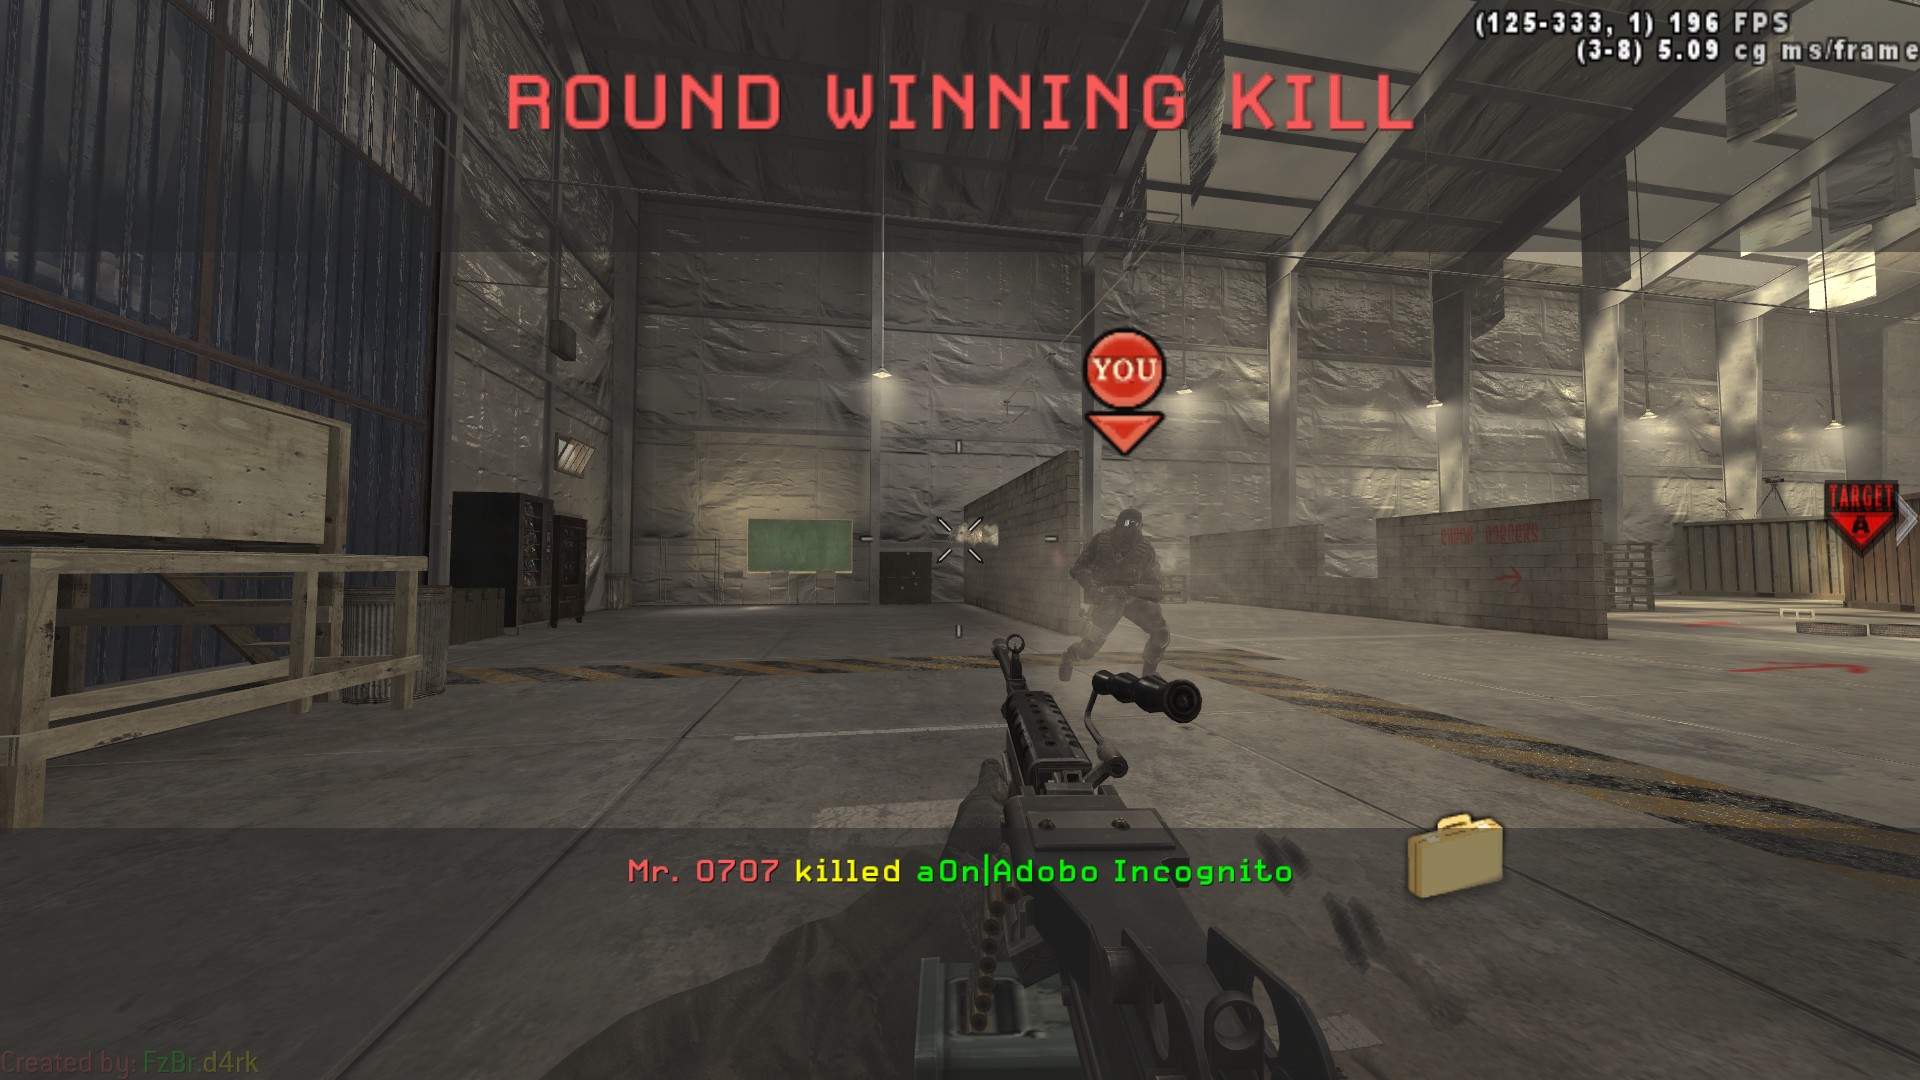 (125-333, 1) 196 FPS
(3-8) 5.09 cg ms/frame
ROUND WINNING KILL
YOU
TARGET
A
Mr. 0707 killed aOn|Adobo Incognito
Created by: FzBr.d4rk